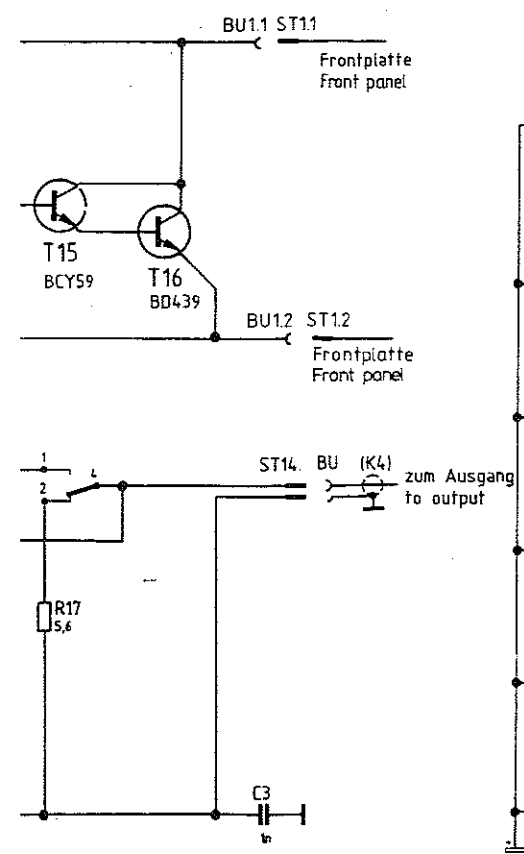 BU1.1 ST1.1
Frontplatte
Front panel
T15
BCY59
T16
BD439
BU1.2 ST1.2
Frontplatte
Front panel
1
2
4
ST14. BU (K4)
zum Ausgang
to output
R17
5,6
C3
1n
+